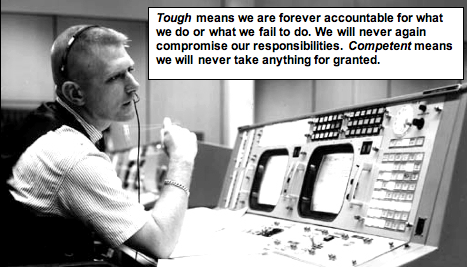 Tough means we are forever accountable for what
we do or what we fail to do. We will never again
compromise our responsibilities. Competent means
we will never take anything for granted.